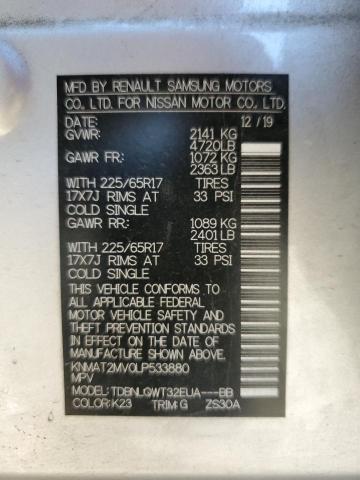 MFD BY RENAULT SAMSUNG MOTORS
CO., LTD. FOR NISSAN MOTOR CO., LTD.
DATE: 12 / 19
GVWR: 2141 KG
4720LB
GAWR FR: 1072 KG
2363 LB
WITH 225/65R17 TIRES
17X7J RIMS AT 33 PSI
COLD SINGLE
GAWR RR: 1089 KG
2401 LB
WITH 225/65R17 TIRES
17X7J RIMS AT 33 PSI
COLD SINGLE
THIS VEHICLE CONFORMS TO
ALL APPLICABLE FEDERAL
MOTOR VEHICLE SAFETY AND
THEFT PREVENTION STANDARDS
IN EFFECT ON THE DATE OF
MANUFACTURE SHOWN ABOVE.
KNMAT2MV0LP533880
MPV
MODEL: TDBNLQWT32EUA---BB
COLOR: K23 TRIM: G ZS30A